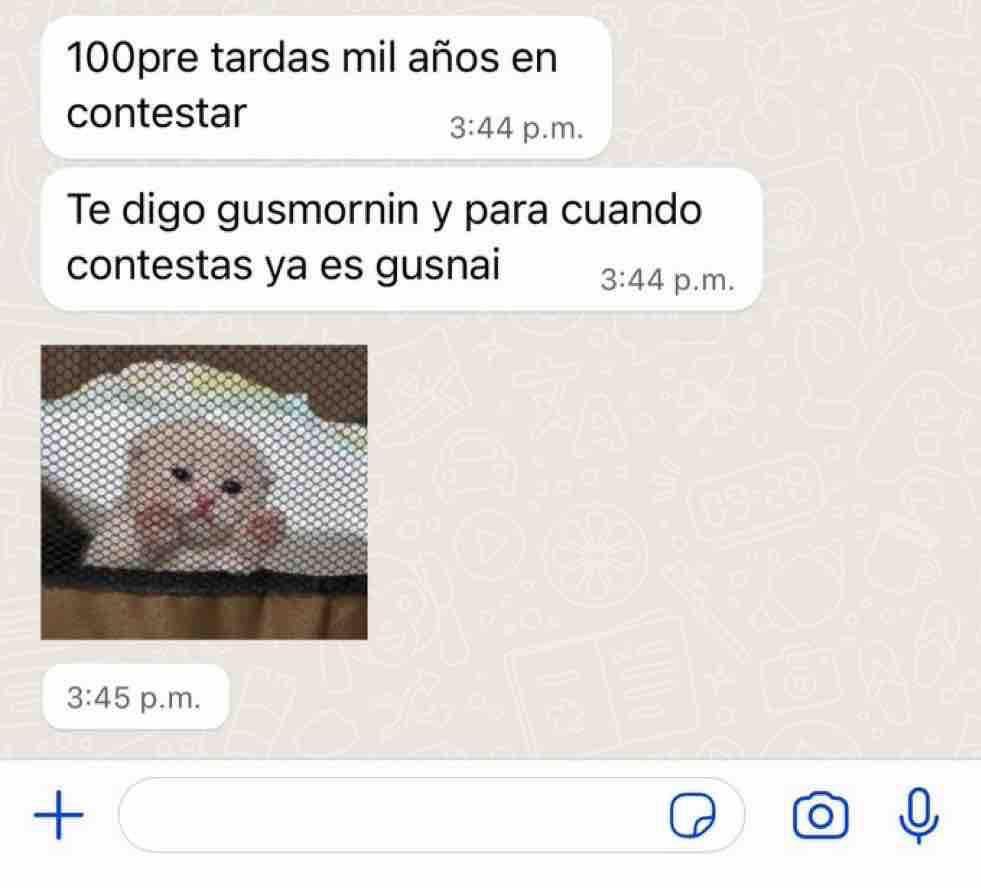 100pre tardas mil años en
contestar
3:44 p.m.
Te digo gusmornin y para cuando
contestas ya es gusnai
3:44 p.m.
3:45 p.m.